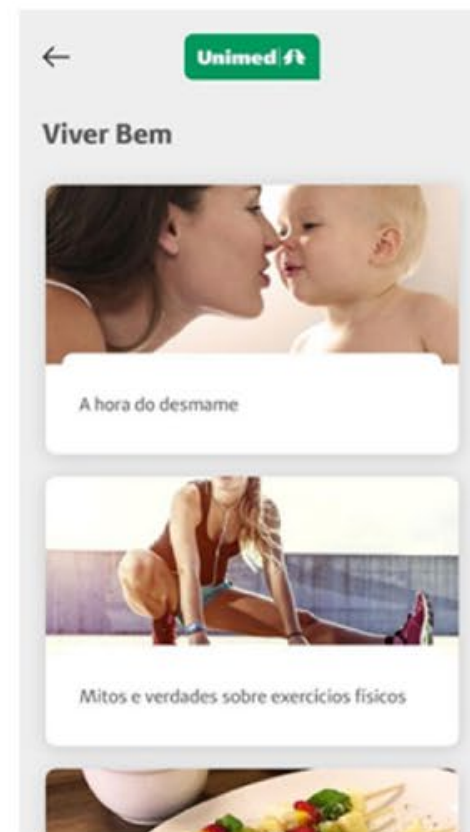 Unimed
Viver Bem
A hora do desmame
Mitos e verdades sobre exercícios físicos